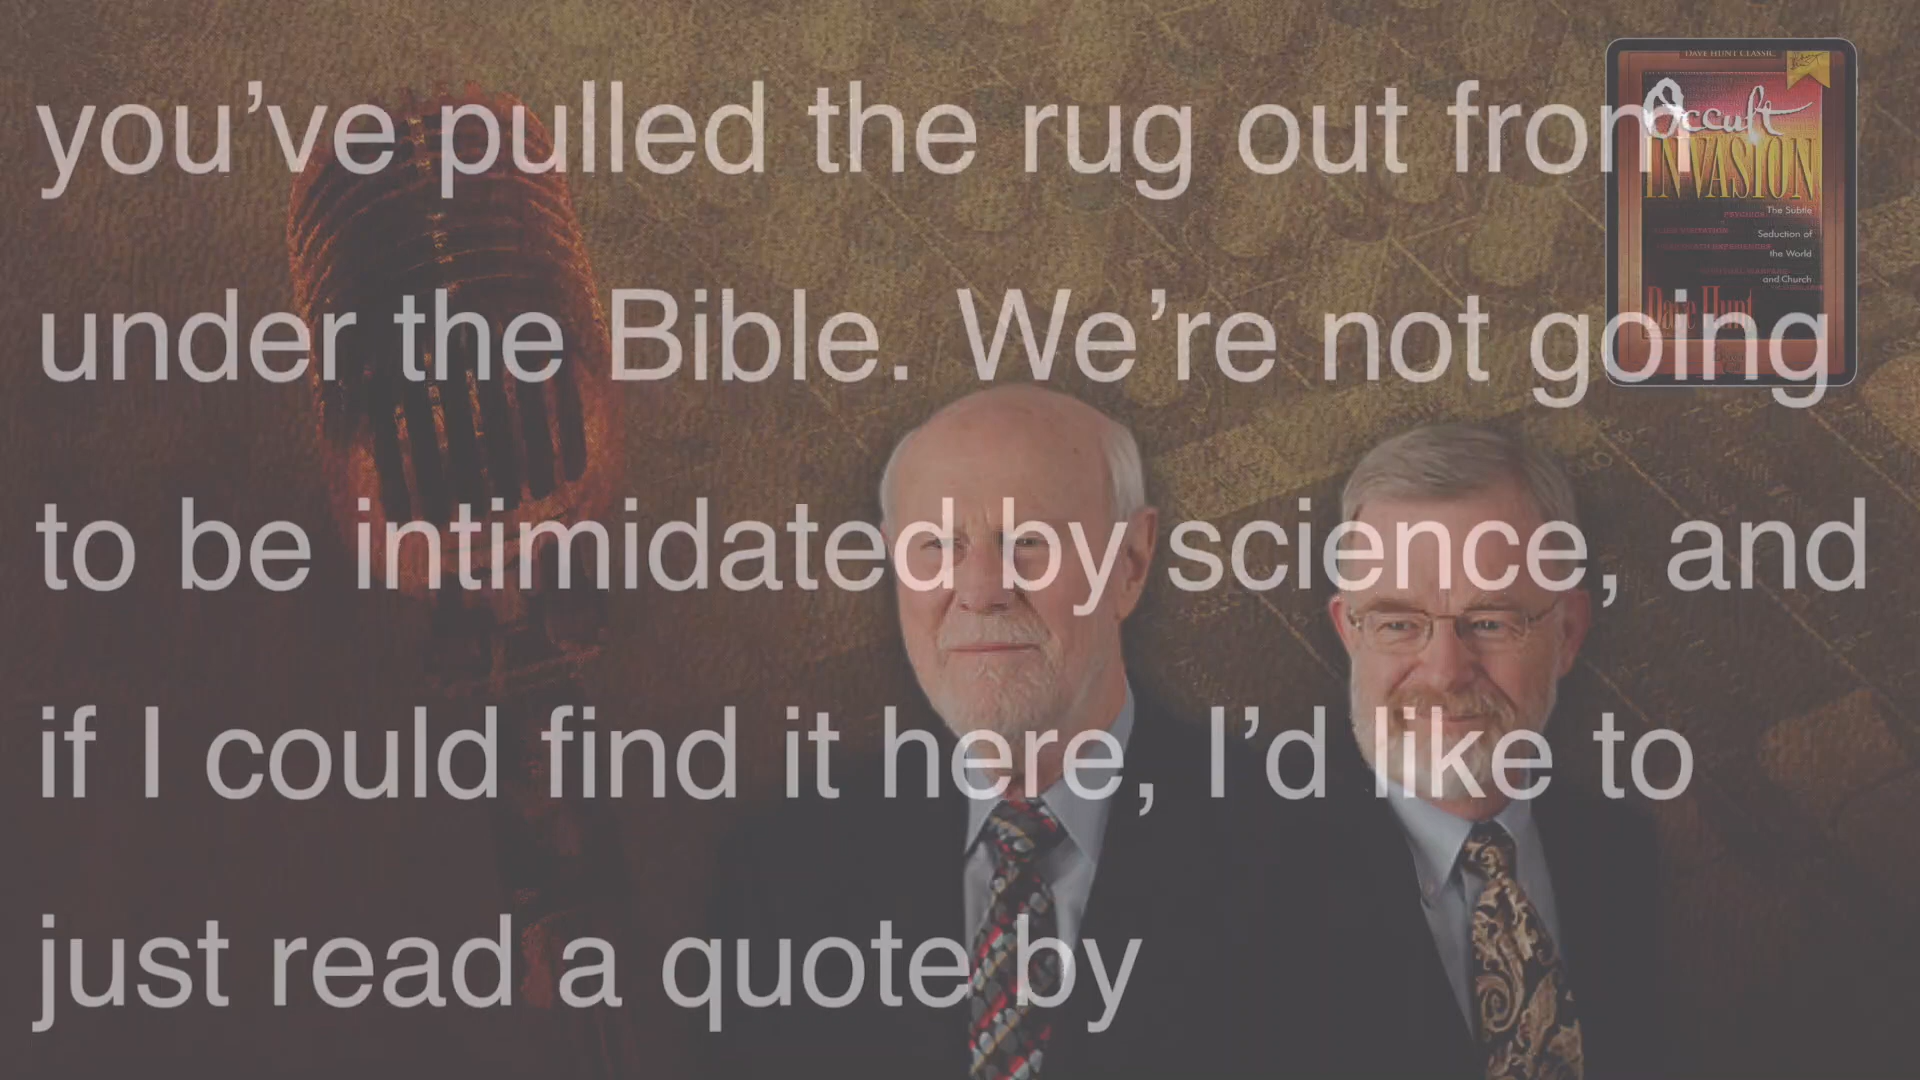 you’ve pulled the rug out from
under the Bible. We’re not going
to be intimidated by science, and
if I could find it here, I’d like to
just read a quote by
DAVE HUNT CLASSIC
Occult
INVASION
The Subtle
Seduction of
the World
and Church
Dave Hunt